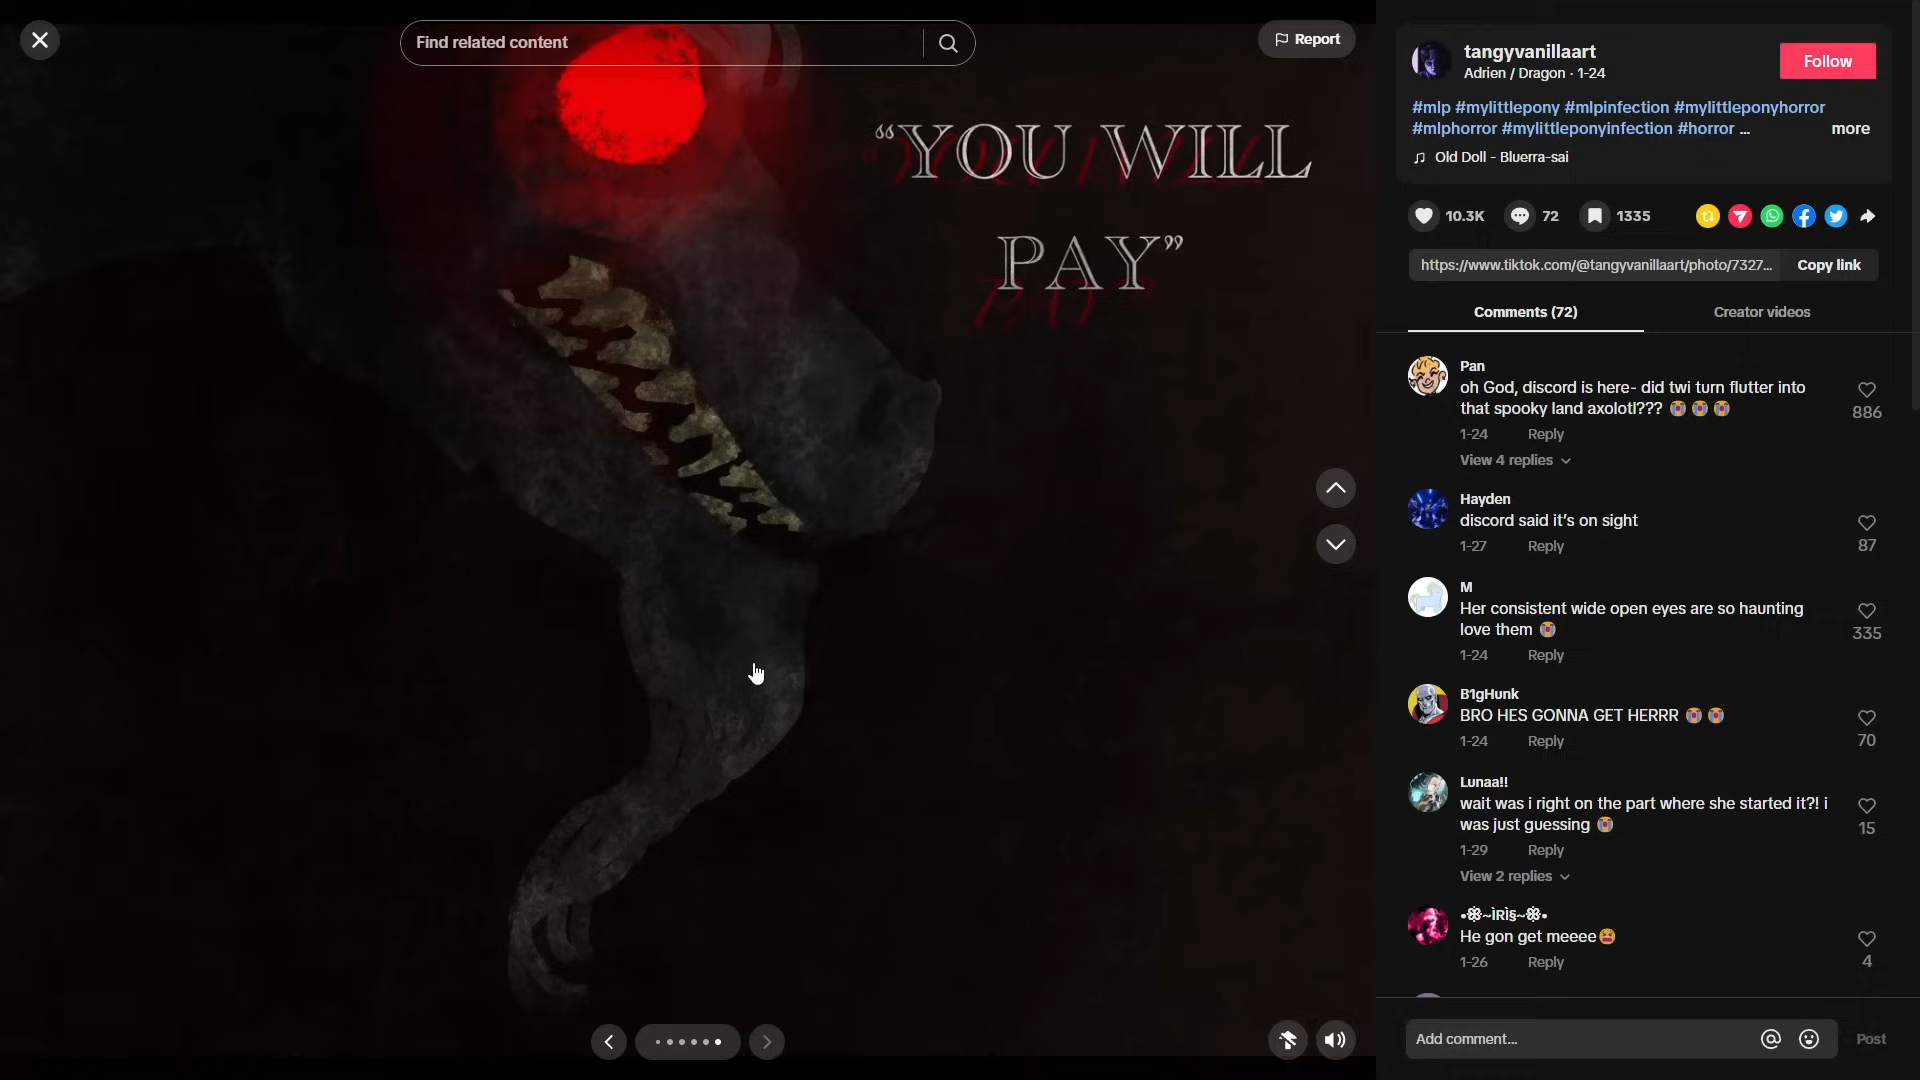 Find related content
Report
“YOU WILL
PAY”
tangyvanillaart
Adrien / Dragon · 1-24
Follow
#mlp #mylittlepony #mlpinfection #mylittleponyhorror
#mlphorror #mylittleponyinfection #horror ...
more
Old Doll - Bluerra-sai
10.3K
72
1335
https://www.tiktok.com/@tangyvanillaart/photo/7327...
Copy link
Comments (72)
Creator videos
Pan
oh God, discord is here- did twi turn flutter into
that spooky land axolotl??? 😭😭😭
886
1-24 Reply
View 4 replies
Hayden
discord said it’s on sight
87
1-27 Reply
M
Her consistent wide open eyes are so haunting
love them 😭
335
1-24 Reply
B1gHunk
BRO HES GONNA GET HERRR 😭😭
70
1-24 Reply
Lunaa!!
wait was i right on the part where she started it?! i
was just guessing 😭
15
1-29 Reply
View 2 replies
•ꕥ~ÌRÌ§~ꕥ•
He gon get meeee😫
4
1-26 Reply
Add comment...
Post